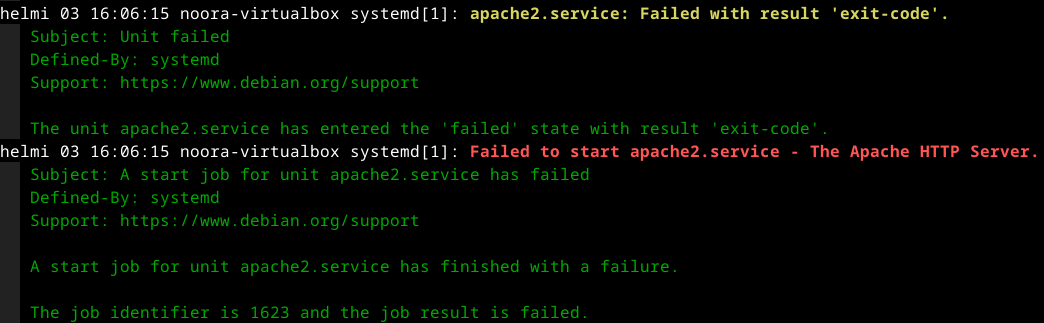 helmi 03 16:06:15 noora-virtualbox systemd[1]: apache2.service: Failed with result 'exit-code'.
Subject: Unit failed
Defined-By: systemd
Support: https://www.debian.org/support
The unit apache2.service has entered the 'failed' state with result 'exit-code'.
helmi 03 16:06:15 noora-virtualbox systemd[1]: Failed to start apache2.service - The Apache HTTP Server.
Subject: A start job for unit apache2.service has failed
Defined-By: systemd
Support: https://www.debian.org/support
A start job for unit apache2.service has finished with a failure.
The job identifier is 1623 and the job result is failed.